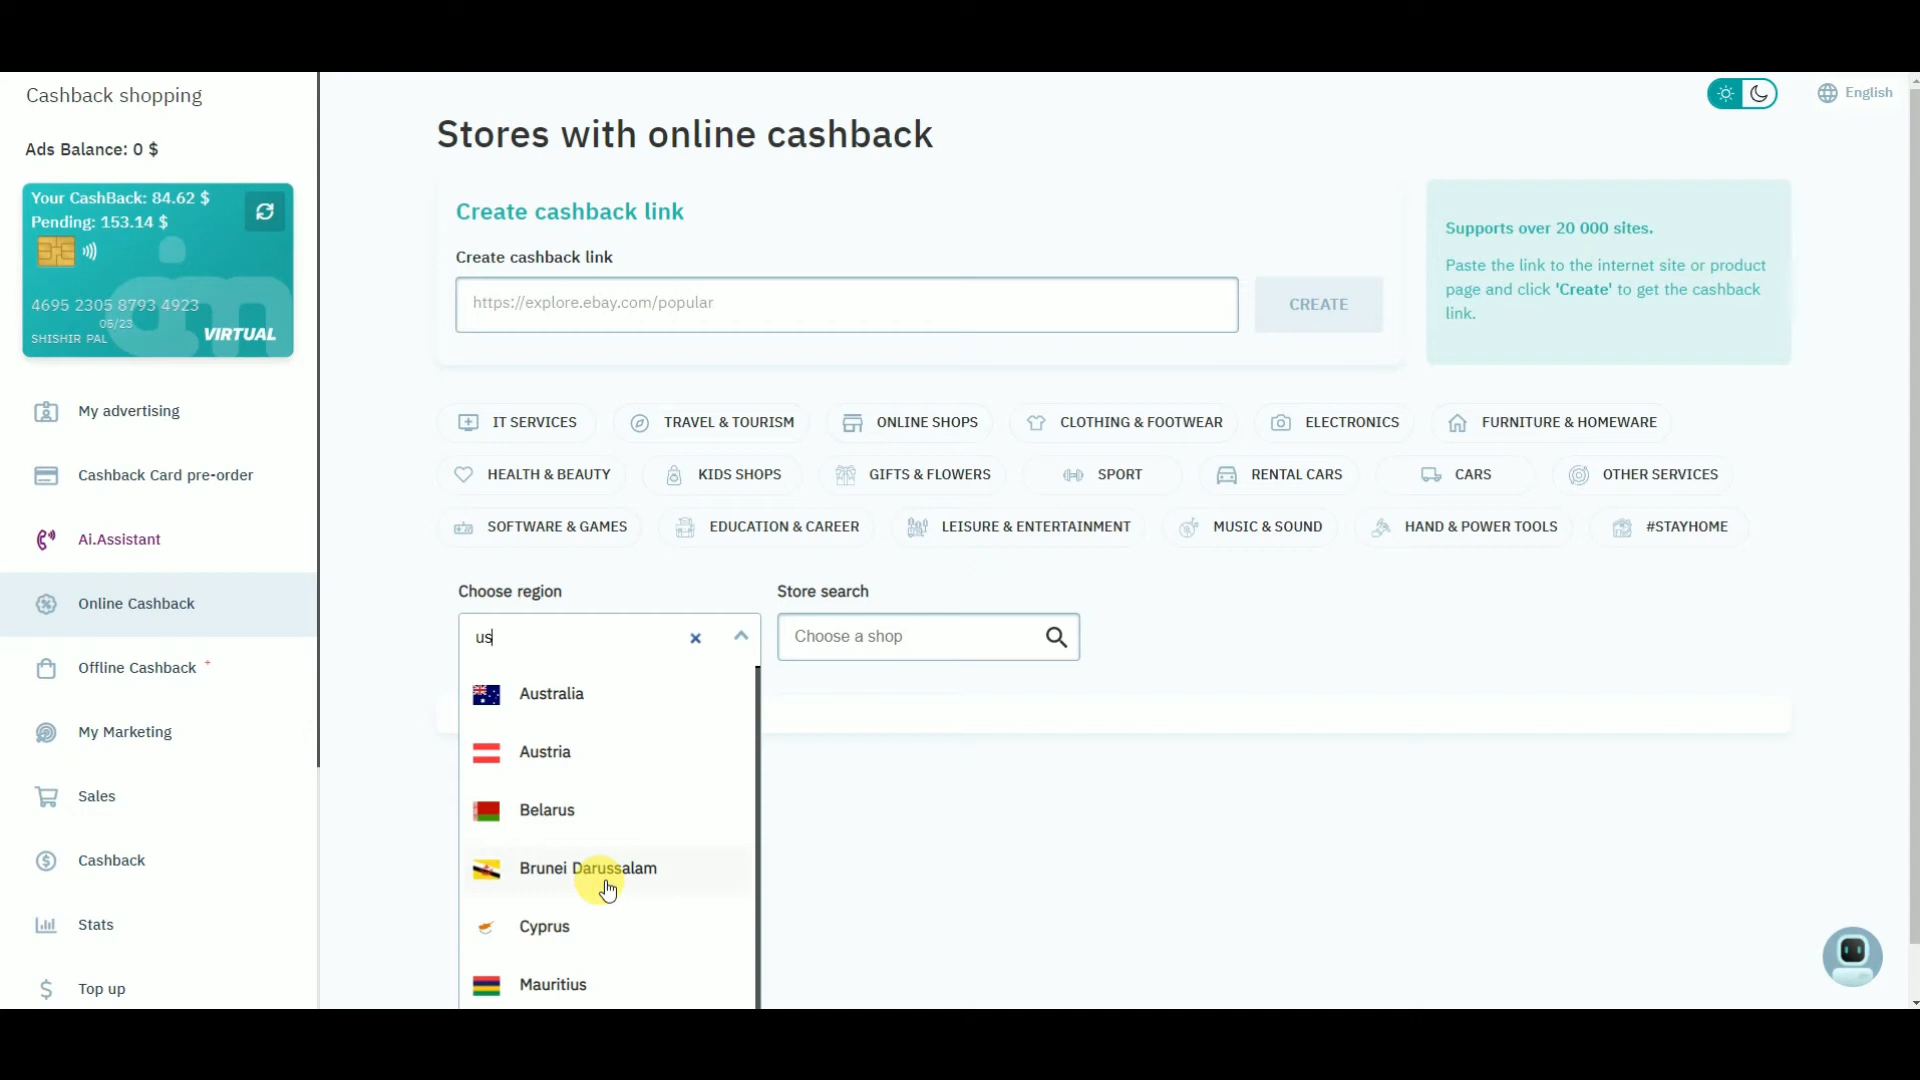 Cashback shopping
Ads Balance: 0 $
Your CashBack: 84.62 $
Pending: 153.14 $
4695 2305 8793 4923
05/23
SHISHIR PAL
VIRTUAL
My advertising
Cashback Card pre-order
Ai.Assistant
Online Cashback
Offline Cashback +
My Marketing
Sales
Cashback
Stats
Top up
English
Stores with online cashback
Create cashback link
Create cashback link
https://explore.ebay.com/popular
CREATE
Supports over 20 000 sites.
Paste the link to the internet site or product
page and click 'Create' to get the cashback
link.
IT SERVICES TRAVEL & TOURISM ONLINE SHOPS CLOTHING & FOOTWEAR ELECTRONICS FURNITURE & HOMEWARE
HEALTH & BEAUTY KIDS SHOPS GIFTS & FLOWERS SPORT RENTAL CARS CARS OTHER SERVICES
SOFTWARE & GAMES EDUCATION & CAREER LEISURE & ENTERTAINMENT MUSIC & SOUND HAND & POWER TOOLS #STAYHOME
Choose region Store search
us Choose a shop
Australia
Austria
Belarus
Brunei Darussalam
Cyprus
Mauritius